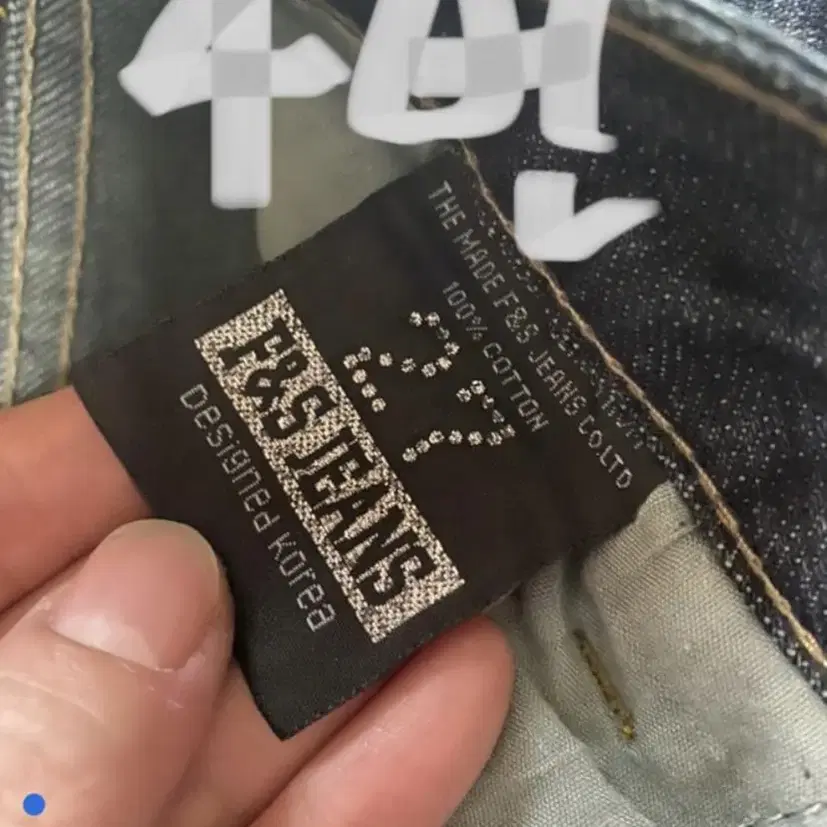 THE MADE F&S JEANS CO.LTD
100% COTTON
27
F&S JEANS
Designed Korea